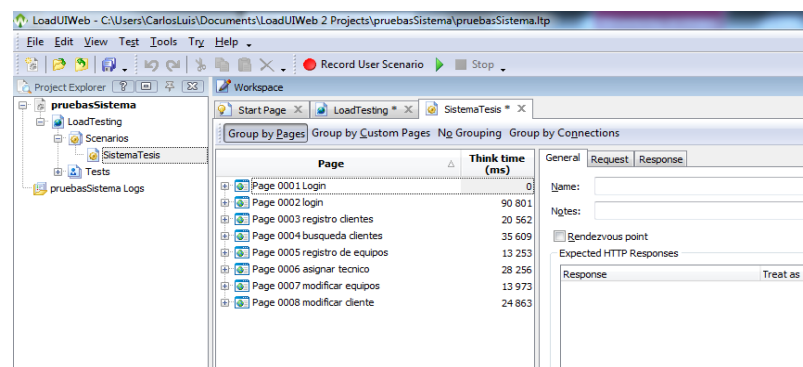 LoadUIWeb - C:\Users\CarlosLuis\Documents\LoadUIWeb 2 Projects\pruebasSistema\pruebasSistema.ltp
File Edit View Test Tools Try Help
Record User Scenario Stop
Project Explorer
Workspace
pruebasSistema
LoadTesting
Scenarios
SistemaTesis
Tests
pruebasSistema Logs
Start Page LoadTesting * SistemaTesis *
Group by Pages Group by Custom Pages No Grouping Group by Connections
Page Think time (ms)
Page 0001 Login 0
Page 0002 login 90 801
Page 0003 registro clientes 20 562
Page 0004 busqueda clientes 35 609
Page 0005 registro de equipos 13 253
Page 0006 asignar tecnico 28 256
Page 0007 modificar equipos 13 973
Page 0008 modificar cliente 24 863
General Request Response
Name:
Notes:
Rendezvous point
Expected HTTP Responses
Response Treat as